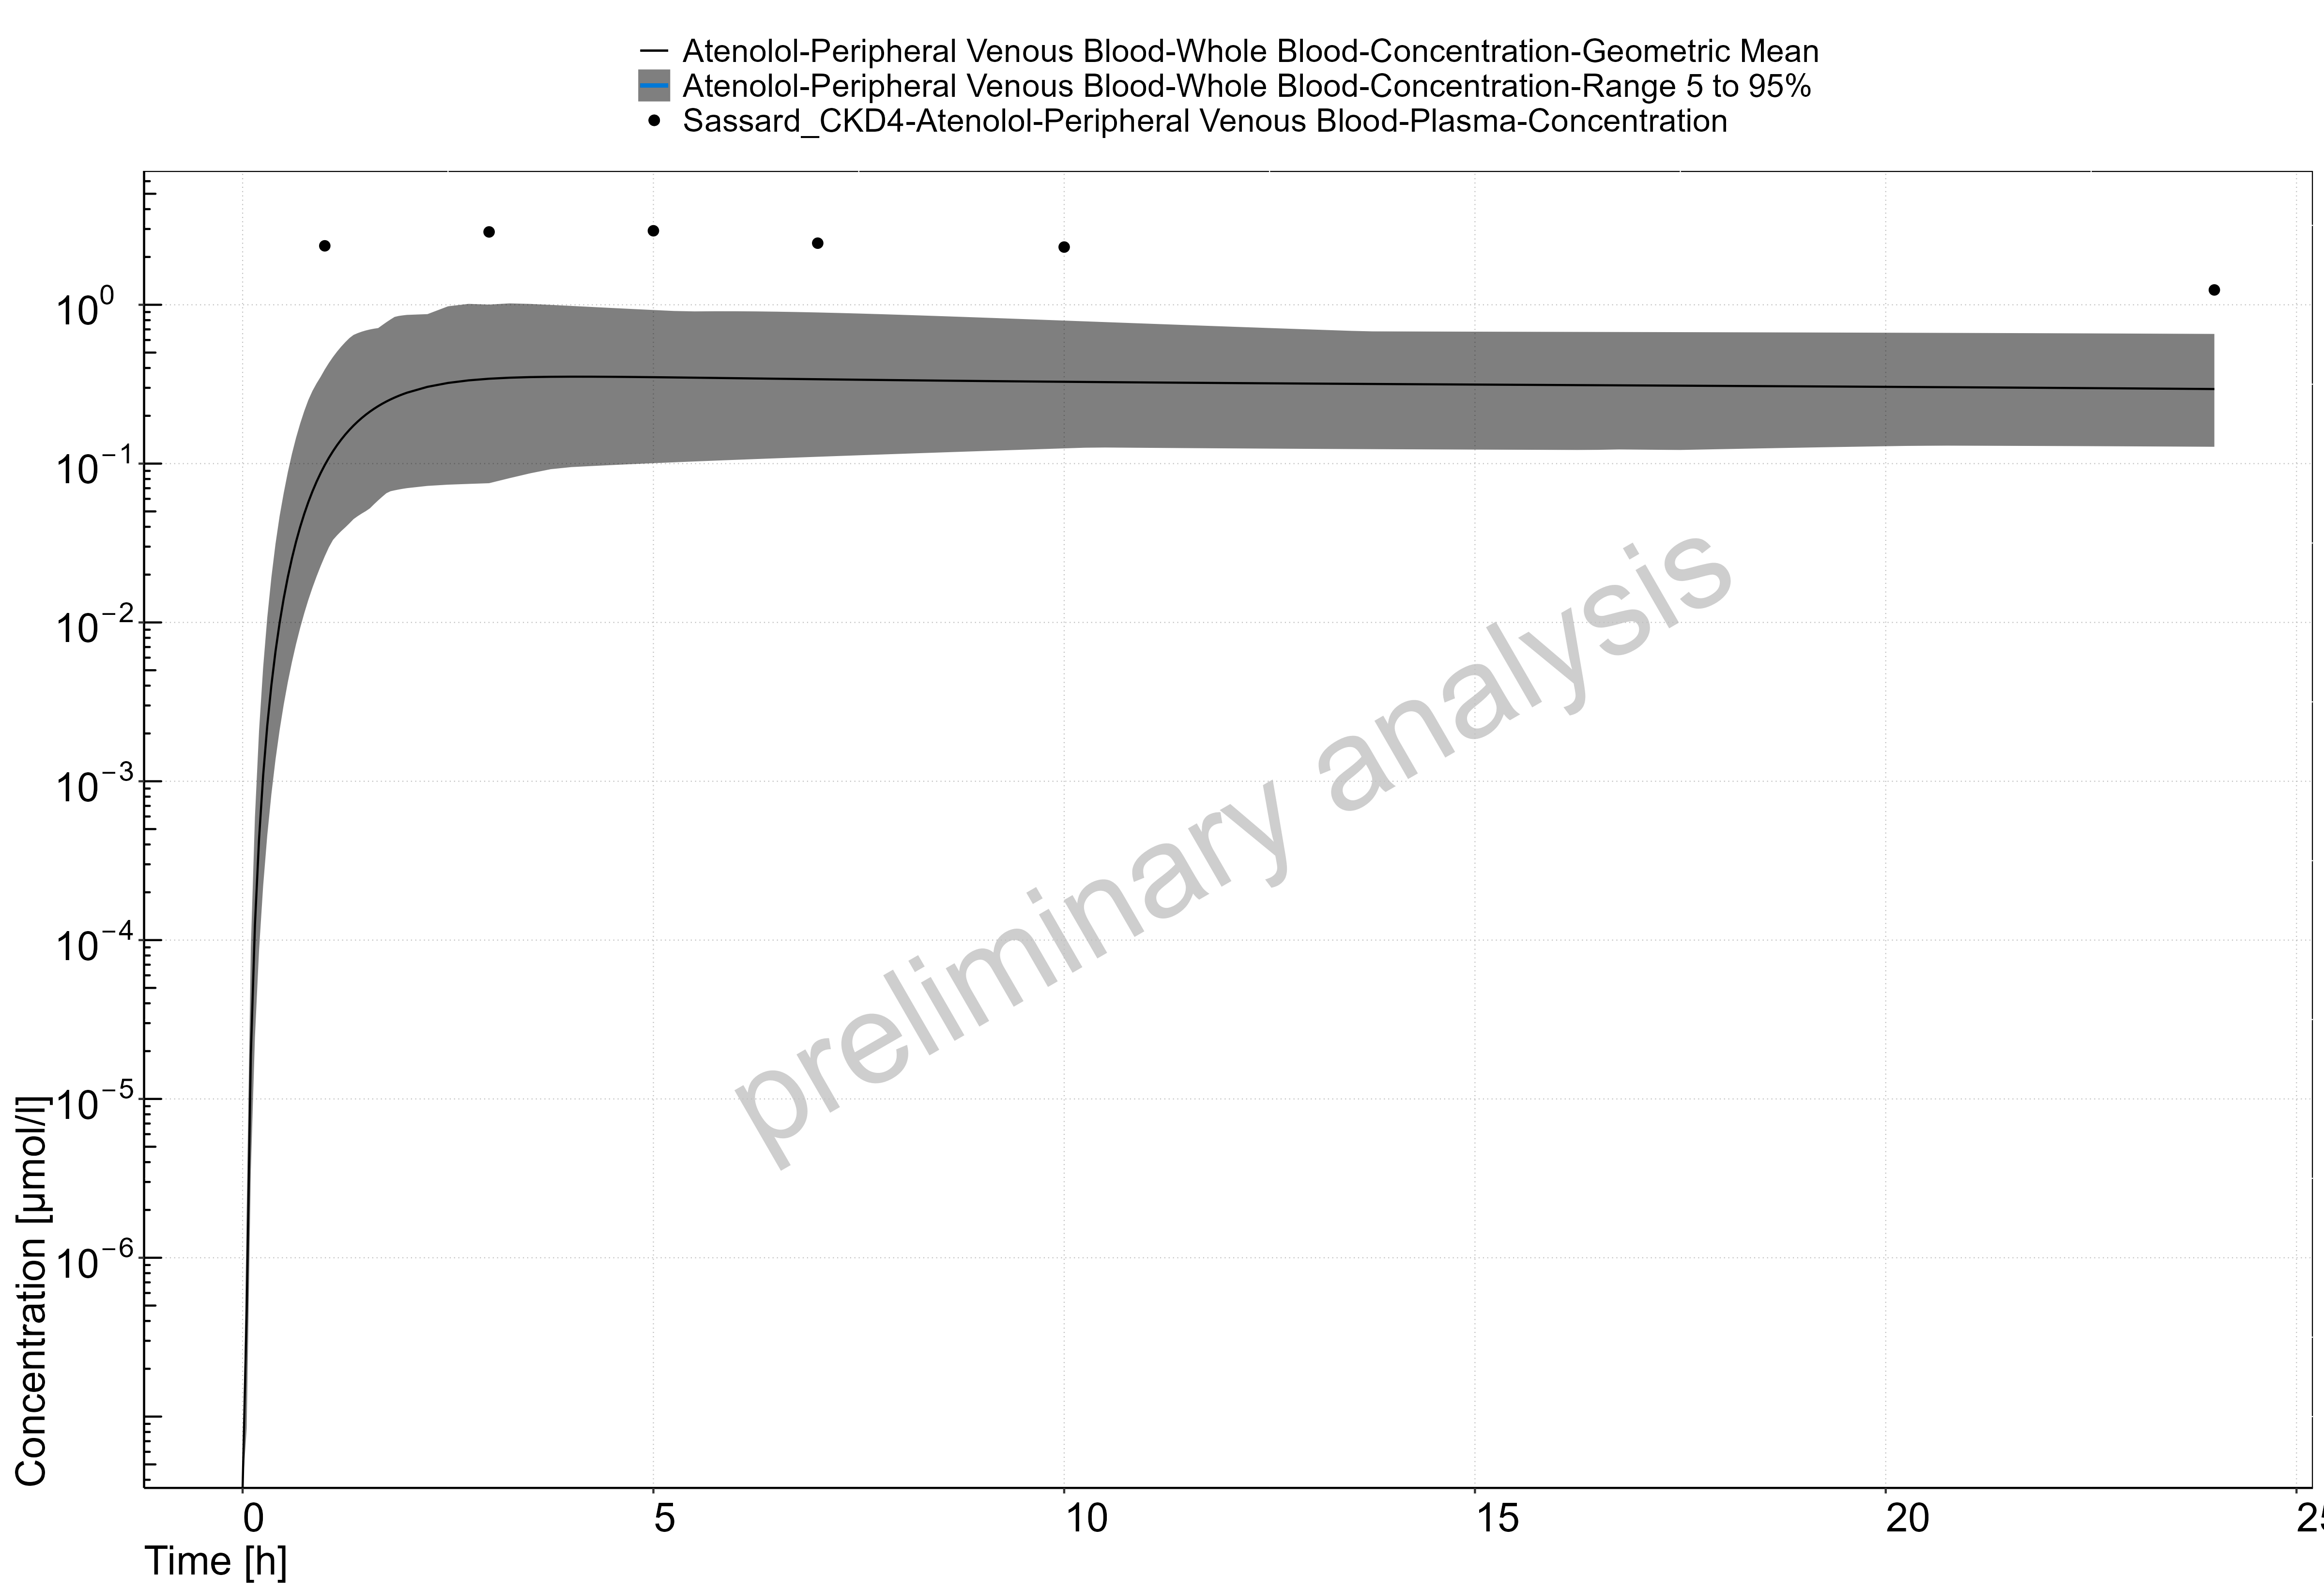 Atenolol-Peripheral Venous Blood-Whole Blood-Concentration-Geometric Mean
Atenolol-Peripheral Venous Blood-Whole Blood-Concentration-Range 5 to 95%
Sassard_CKD4-Atenolol-Peripheral Venous Blood-Plasma-Concentration
10⁰
10⁻¹
10⁻²
10⁻³
10⁻⁴
10⁻⁵
10⁻⁶
Concentration [µmol/l]
preliminary analysis
0 5 10 15 20 25
Time [h]